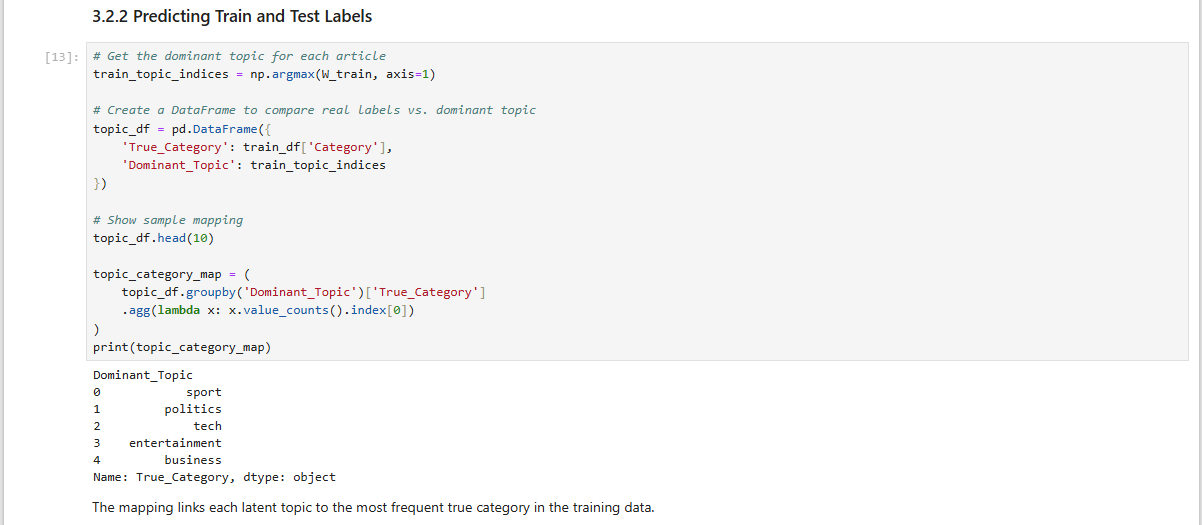 3.2.2 Predicting Train and Test Labels
[13]:
# Get the dominant topic for each article
train_topic_indices = np.argmax(W_train, axis=1)
# Create a DataFrame to compare real labels vs. dominant topic
topic_df = pd.DataFrame({
    'True_Category': train_df['Category'],
    'Dominant_Topic': train_topic_indices
})
# Show sample mapping
topic_df.head(10)
topic_category_map = (
    topic_df.groupby('Dominant_Topic')['True_Category']
    .agg(lambda x: x.value_counts().index[0])
)
print(topic_category_map)
Dominant_Topic
0            sport
1         politics
2             tech
3    entertainment
4         business
Name: True_Category, dtype: object
The mapping links each latent topic to the most frequent true category in the training data.